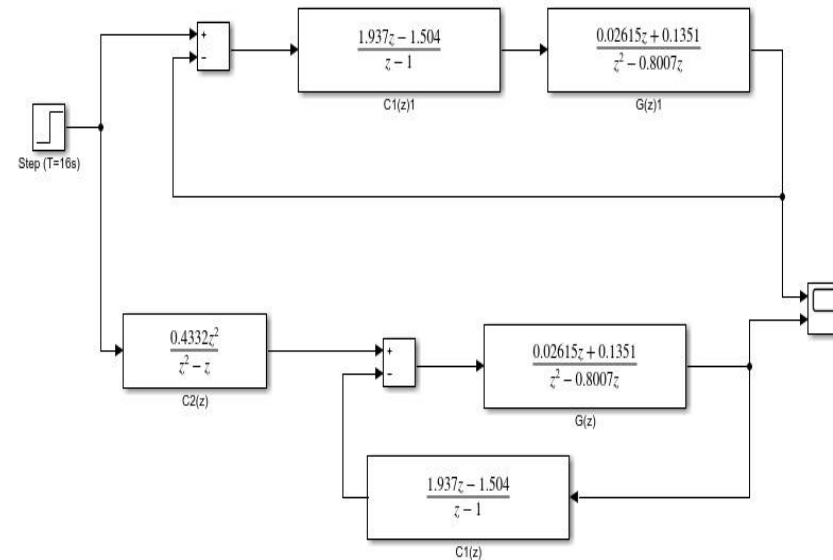 +
−
1.937z − 1.504
z − 1
C1(z)1
0.02615z + 0.1351
z² − 0.8007z
G(z)1
Step (T=16s)
0.4332z²
z² − z
C2(z)
+
−
0.02615z + 0.1351
z² − 0.8007z
G(z)
1.937z − 1.504
z − 1
C1(z)